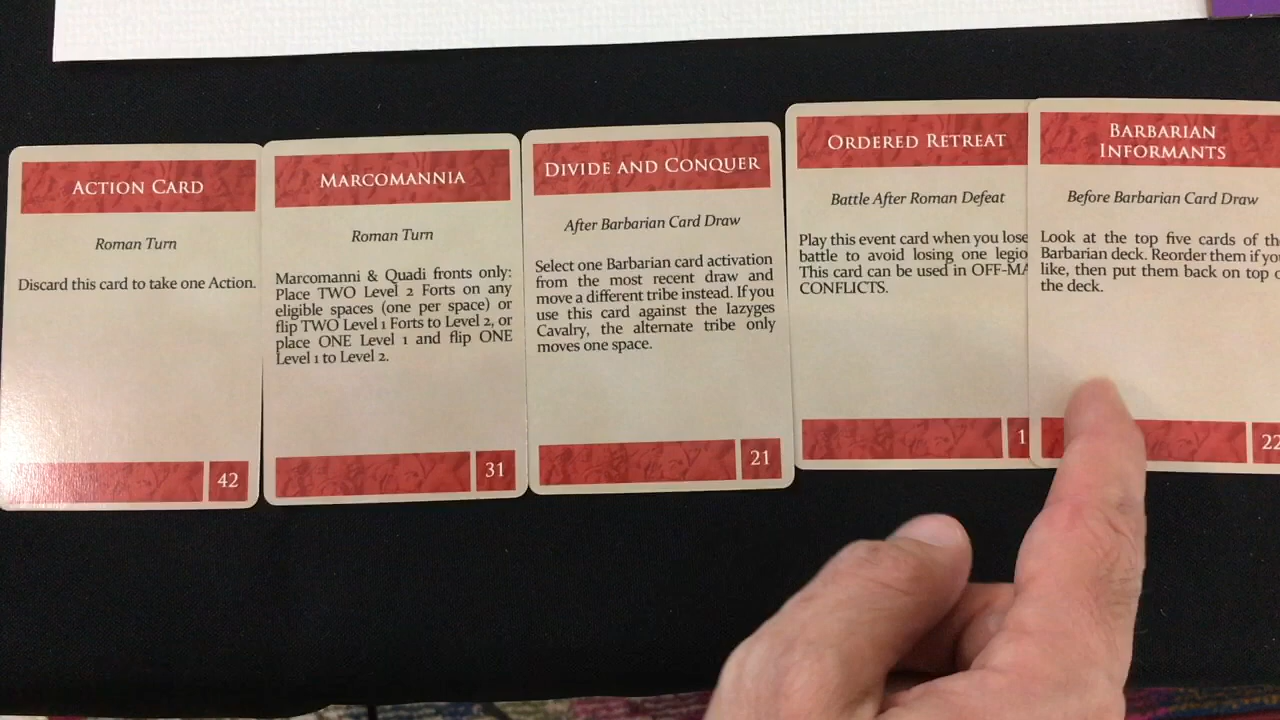 ACTION CARD
Roman Turn
Discard this card to take one Action.
42
MARCOMANNIA
Roman Turn
Marcomanni & Quadi fronts only:
Place TWO Level 2 Forts on any
eligible spaces (one per space) or
flip TWO Level 1 Forts to Level 2, or
place ONE Level 1 and flip ONE
Level 1 to Level 2.
31
DIVIDE AND CONQUER
After Barbarian Card Draw
Select one Barbarian card activation
from the most recent draw and
move a different tribe instead. If you
use this card against the Iazyges
Cavalry, the alternate tribe only
moves one space.
21
ORDERED RETREAT
Battle After Roman Defeat
Play this event card when you lose
battle to avoid losing one legio
This card can be used in OFF-MA
CONFLICTS.
1
BARBARIAN
INFORMANTS
Before Barbarian Card Draw
Look at the top five cards of th
Barbarian deck. Reorder them if you
like, then put them back on top o
the deck.
22